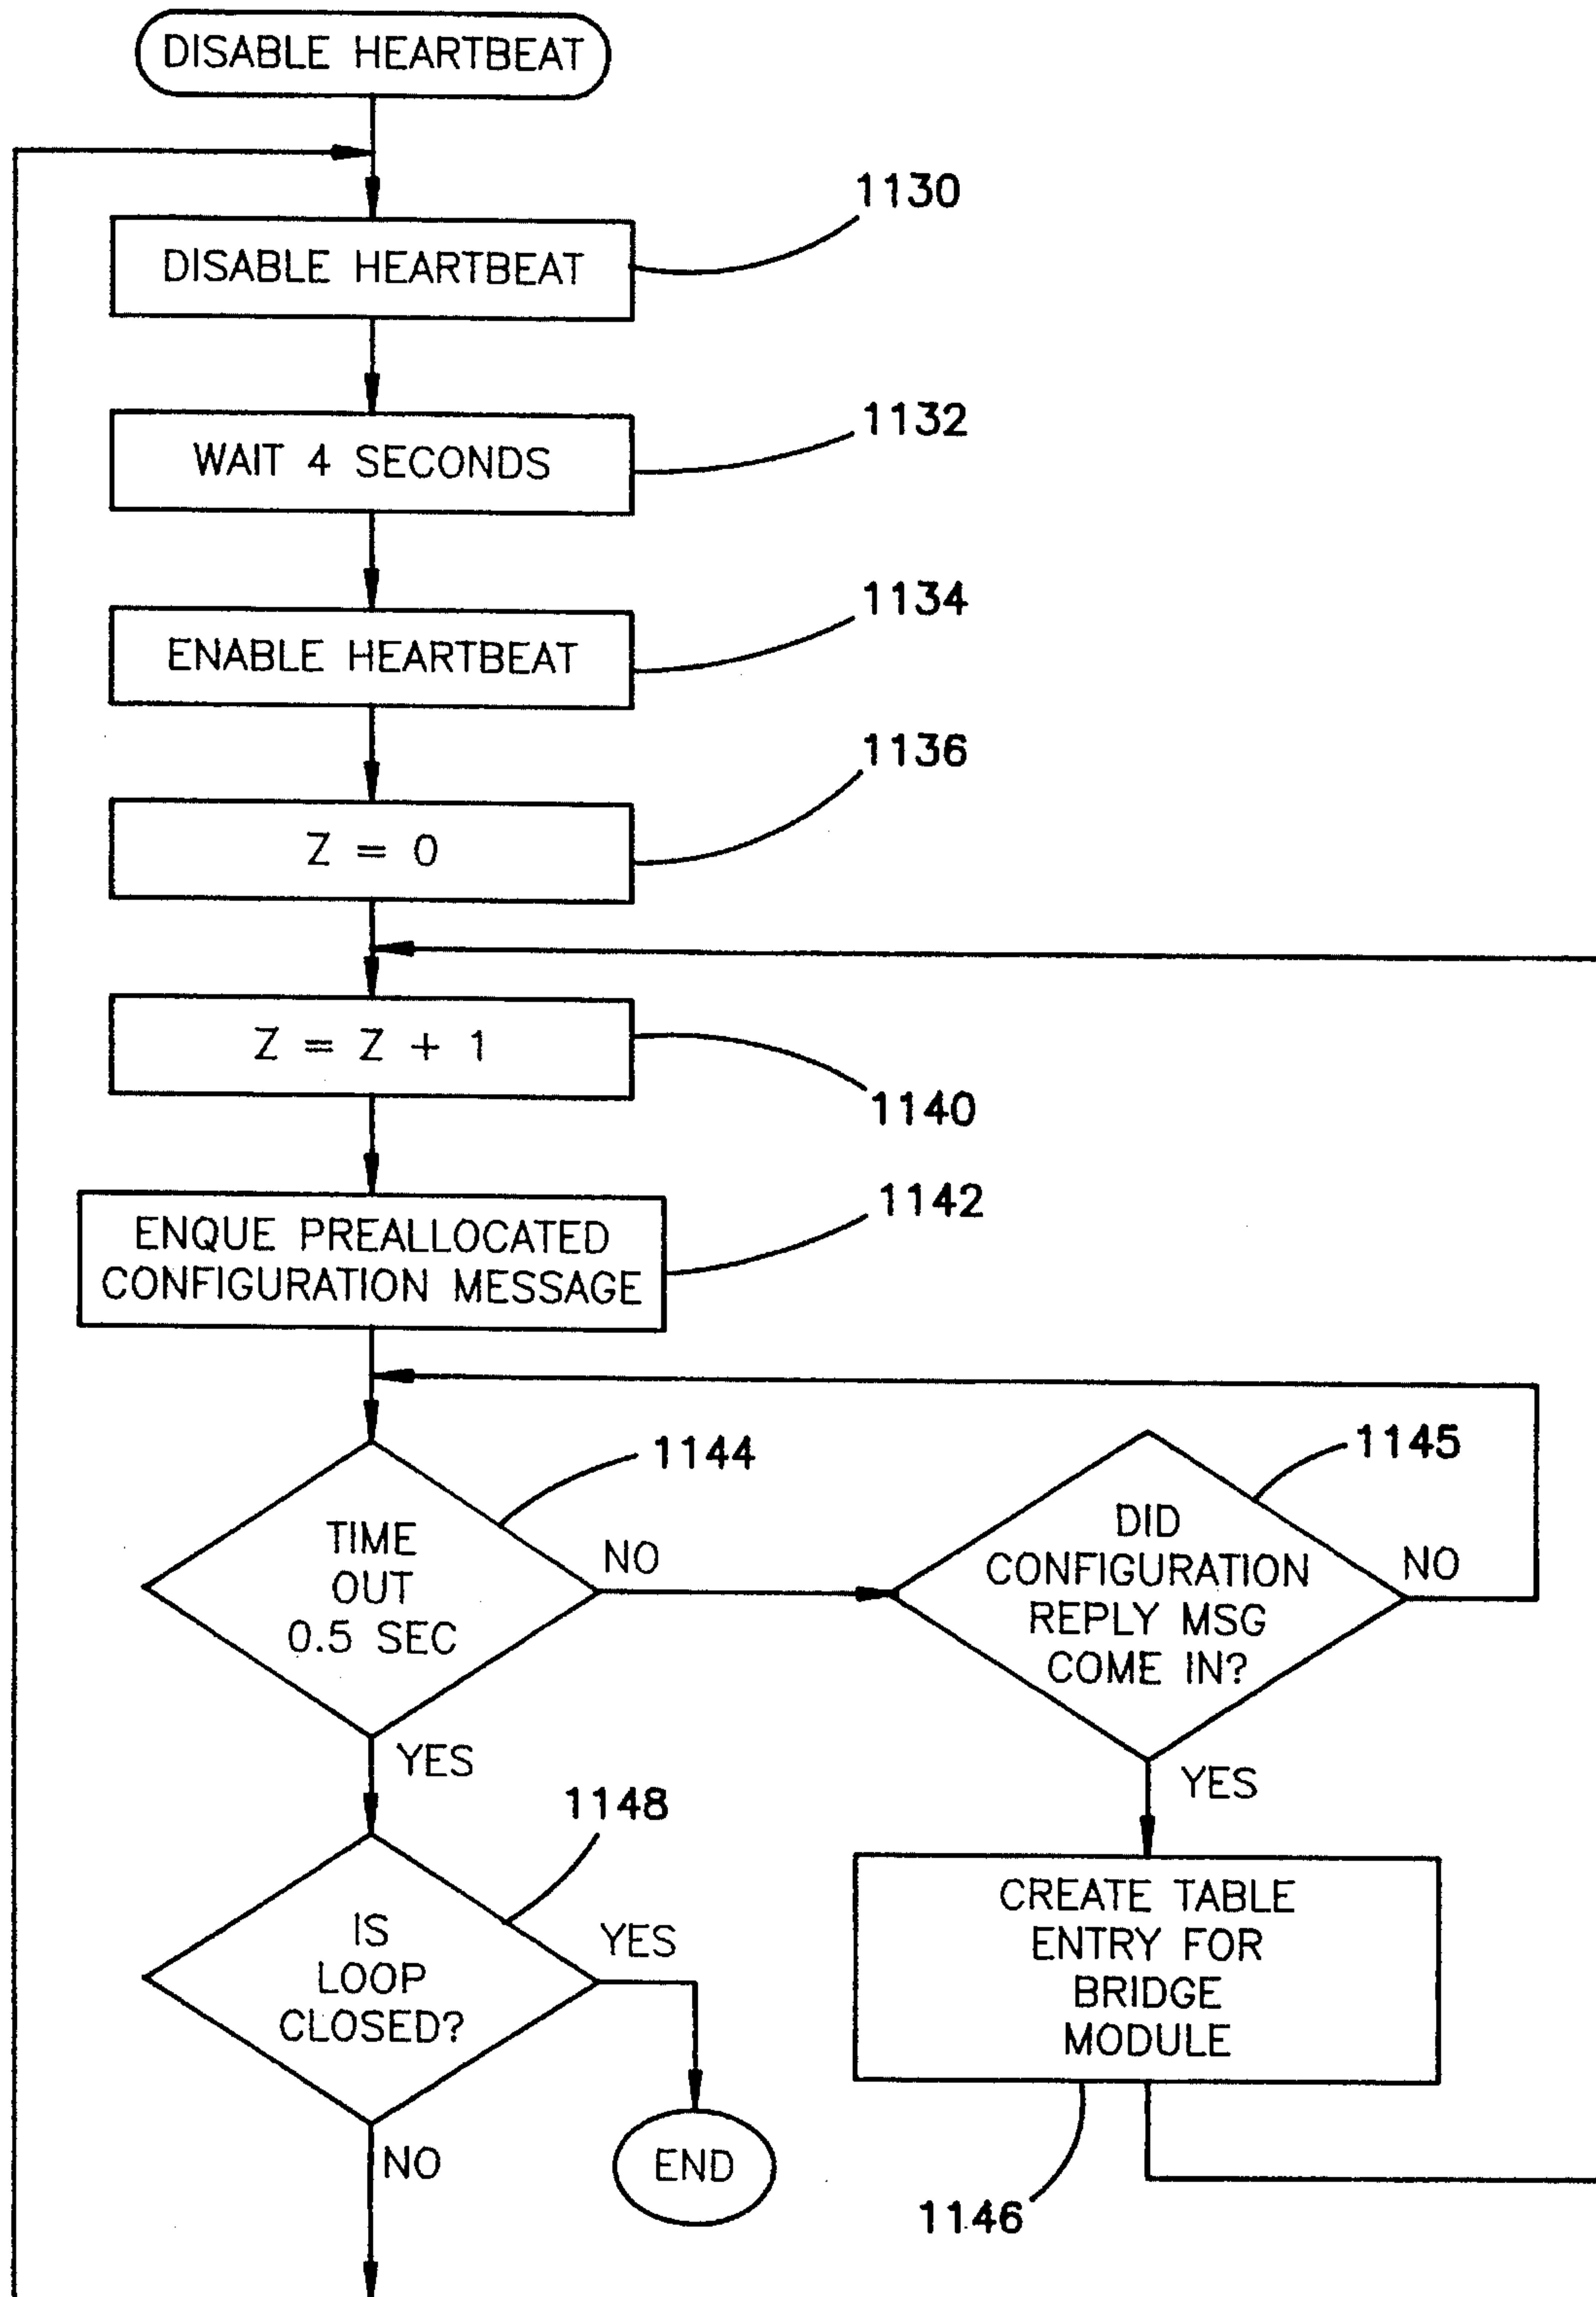 DISABLE HEARTBEAT
1130
DISABLE HEARTBEAT
1132
WAIT 4 SECONDS
1134
ENABLE HEARTBEAT
1136
Z = 0
Z = Z + 1
1140
1142
ENQUE PREALLOCATED
CONFIGURATION MESSAGE
1144
TIME
OUT
0.5 SEC
NO
YES
1145
DID
CONFIGURATION
REPLY MSG
COME IN?
NO
YES
1148
IS
LOOP
CLOSED?
YES
NO
END
CREATE TABLE
ENTRY FOR
BRIDGE
MODULE
1146